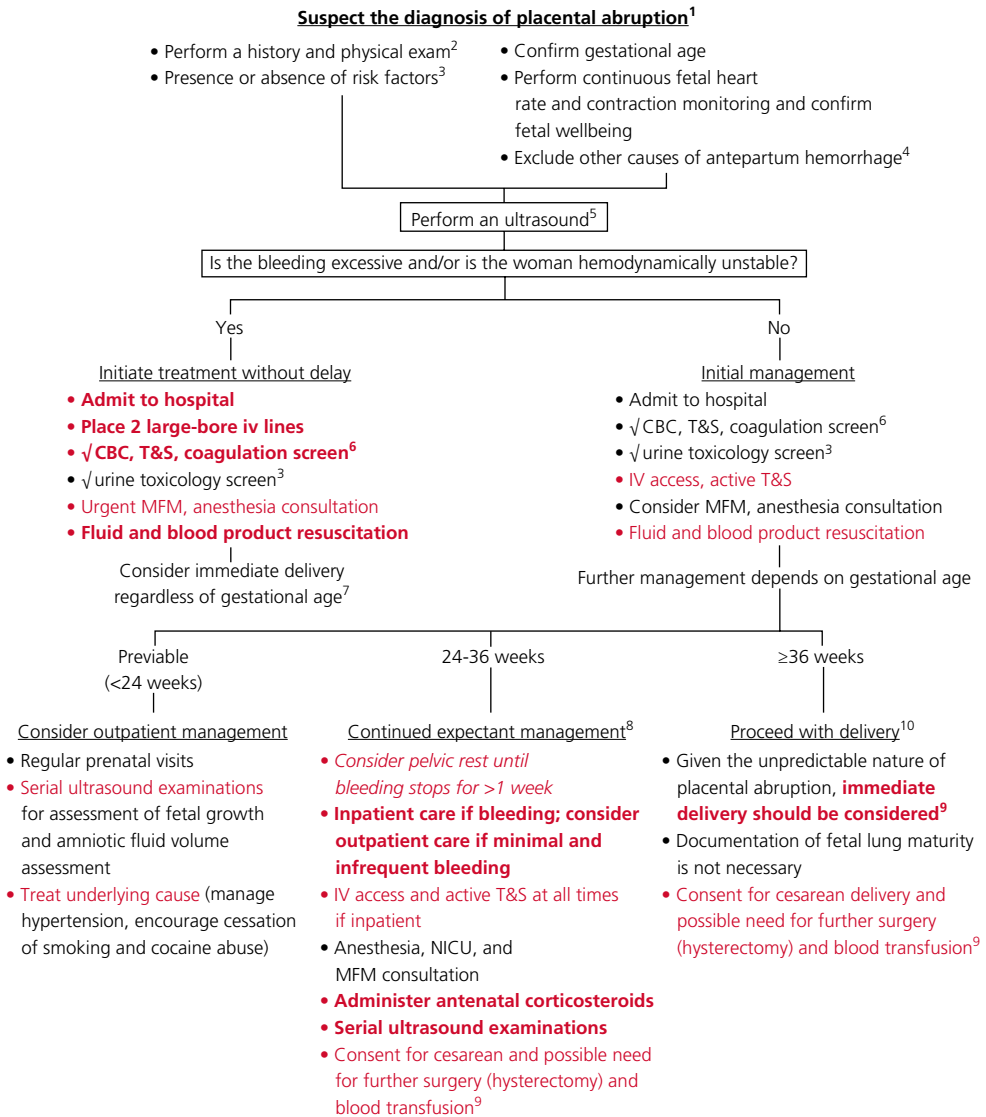 Suspect the diagnosis of placental abruption¹
• Perform a history and physical exam²
• Presence or absence of risk factors³
• Confirm gestational age
• Perform continuous fetal heart
rate and contraction monitoring and confirm
fetal wellbeing
• Exclude other causes of antepartum hemorrhage⁴
Perform an ultrasound⁵
Is the bleeding excessive and/or is the woman hemodynamically unstable?
Yes
Initiate treatment without delay
• Admit to hospital
• Place 2 large-bore iv lines
• √CBC, T&S, coagulation screen⁶
• √urine toxicology screen³
• Urgent MFM, anesthesia consultation
• Fluid and blood product resuscitation
Consider immediate delivery
regardless of gestational age⁷
No
Initial management
• Admit to hospital
• √CBC, T&S, coagulation screen⁶
• √urine toxicology screen³
• IV access, active T&S
• Consider MFM, anesthesia consultation
• Fluid and blood product resuscitation
Further management depends on gestational age
Previable
(<24 weeks)
Consider outpatient management
• Regular prenatal visits
• Serial ultrasound examinations
for assessment of fetal growth
and amniotic fluid volume
assessment
• Treat underlying cause (manage
hypertension, encourage cessation
of smoking and cocaine abuse)
24-36 weeks
Continued expectant management⁸
• Consider pelvic rest until
bleeding stops for >1 week
• Inpatient care if bleeding; consider
outpatient care if minimal and
infrequent bleeding
• IV access and active T&S at all times
if inpatient
• Anesthesia, NICU, and
MFM consultation
• Administer antenatal corticosteroids
• Serial ultrasound examinations
• Consent for cesarean and possible need
for further surgery (hysterectomy) and
blood transfusion⁹
≥36 weeks
Proceed with delivery¹⁰
• Given the unpredictable nature of
placental abruption, immediate
delivery should be considered⁹
• Documentation of fetal lung maturity
is not necessary
• Consent for cesarean delivery and
possible need for further surgery
(hysterectomy) and blood transfusion⁹